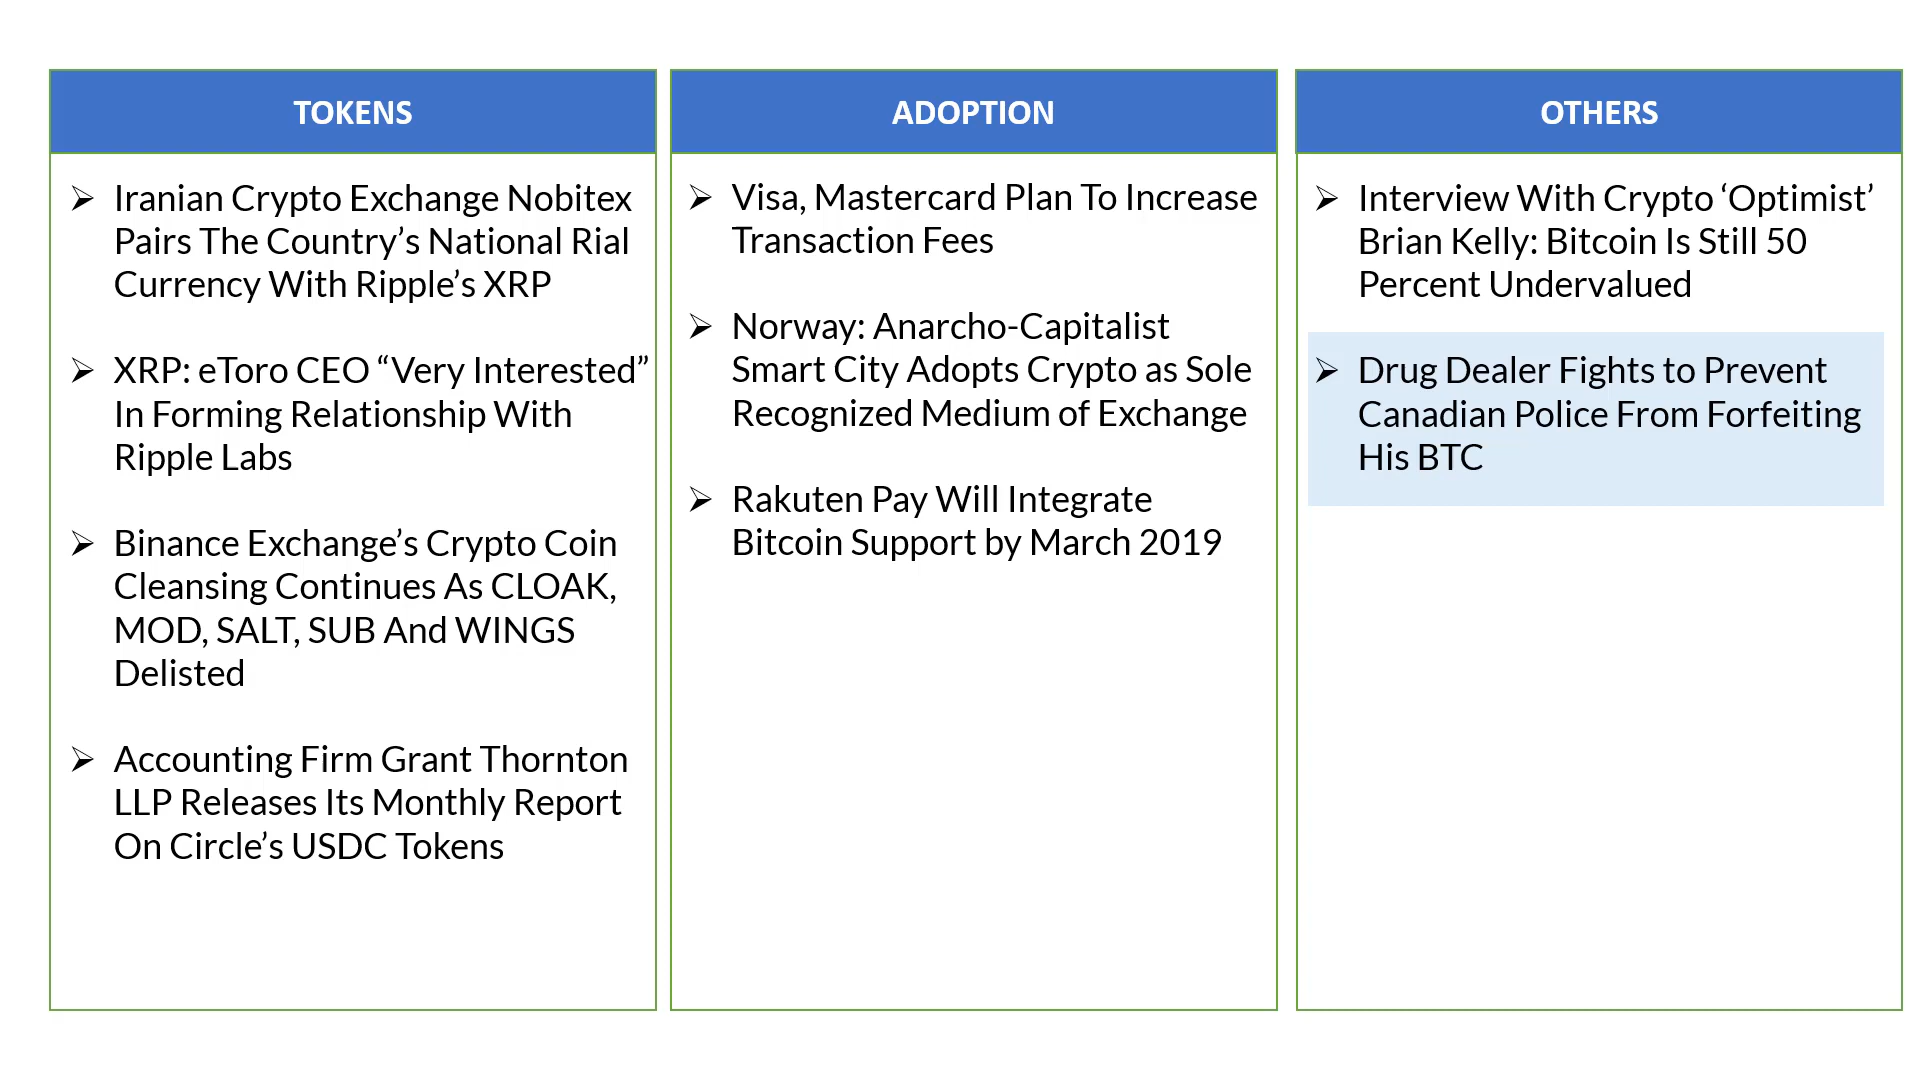 TOKENS
➢ Iranian Crypto Exchange Nobitex
Pairs The Country’s National Rial
Currency With Ripple’s XRP
➢ XRP: eToro CEO “Very Interested”
In Forming Relationship With
Ripple Labs
➢ Binance Exchange’s Crypto Coin
Cleansing Continues As CLOAK,
MOD, SALT, SUB And WINGS
Delisted
➢ Accounting Firm Grant Thornton
LLP Releases Its Monthly Report
On Circle’s USDC Tokens
ADOPTION
➢ Visa, Mastercard Plan To Increase
Transaction Fees
➢ Norway: Anarcho-Capitalist
Smart City Adopts Crypto as Sole
Recognized Medium of Exchange
➢ Rakuten Pay Will Integrate
Bitcoin Support by March 2019
OTHERS
➢ Interview With Crypto ‘Optimist’
Brian Kelly: Bitcoin Is Still 50
Percent Undervalued
➢ Drug Dealer Fights to Prevent
Canadian Police From Forfeiting
His BTC